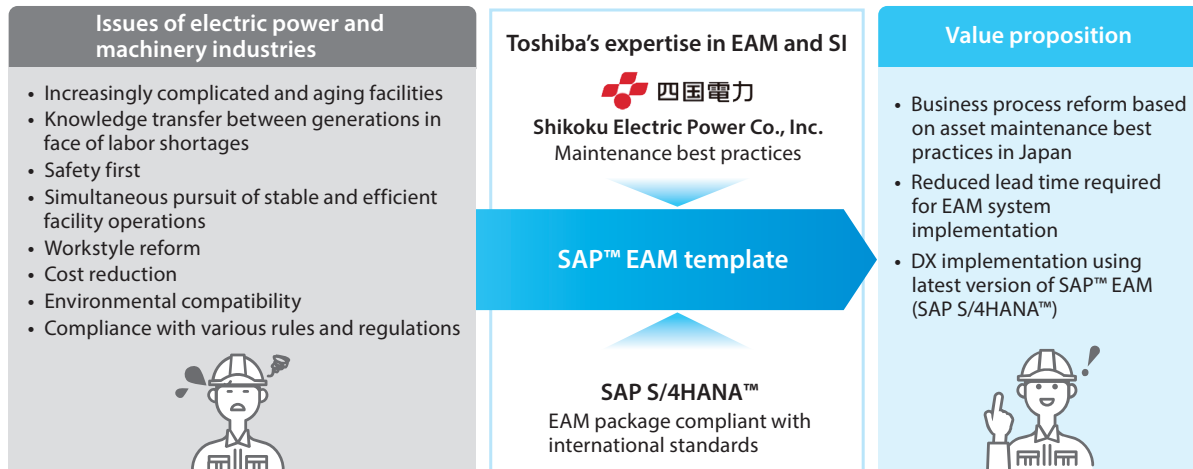 Issues of electric power and
machinery industries
• Increasingly complicated and aging facilities
• Knowledge transfer between generations in
face of labor shortages
• Safety first
• Simultaneous pursuit of stable and efficient
facility operations
• Workstyle reform
• Cost reduction
• Environmental compatibility
• Compliance with various rules and regulations
Toshiba’s expertise in EAM and SI
四国電力
Shikoku Electric Power Co., Inc.
Maintenance best practices
SAP™ EAM template
SAP S/4HANA™
EAM package compliant with
international standards
Value proposition
• Business process reform based
on asset maintenance best
practices in Japan
• Reduced lead time required
for EAM system
implementation
• DX implementation using
latest version of SAP™ EAM
(SAP S/4HANA™)